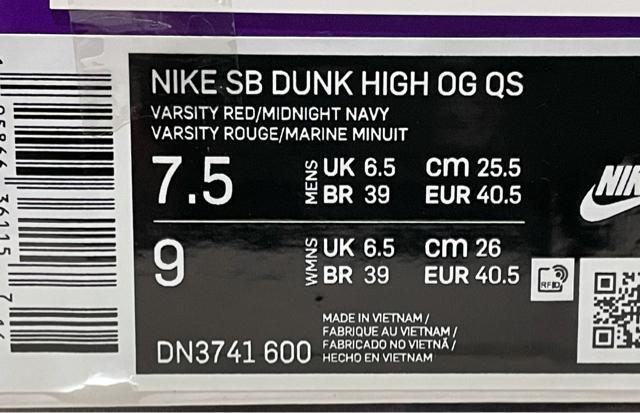 NIKE SB DUNK HIGH OG QS
VARSITY RED/MIDNIGHT NAVY
VARSITY ROUGE/MARINE MINUIT
7.5 MENS UK 6.5 cm 25.5
BR 39 EUR 40.5
9 WMNS UK 6.5 cm 26
BR 39 EUR 40.5
RFID
DN3741 600
MADE IN VIETNAM /
FABRIQUE AU VIETNAM /
FABRICADO NO VIETNÃ /
HECHO EN VIETNAM